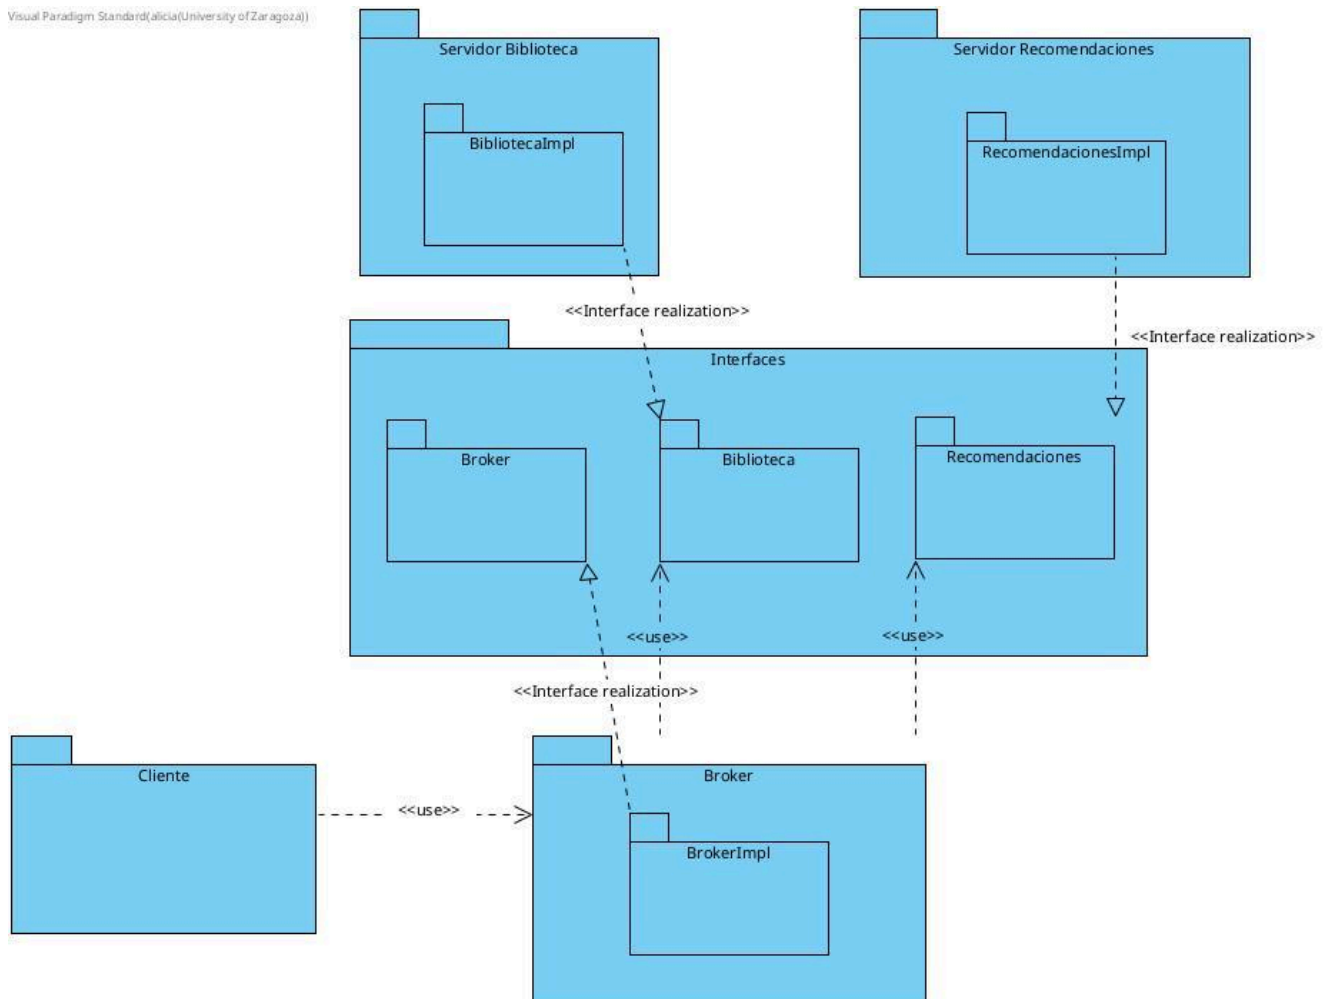 Visual Paradigm Standard(alicia(University of Zaragoza))
Servidor Biblioteca
Servidor Recomendaciones
BibliotecaImpl
RecomendacionesImpl
<<Interface realization>>
<<Interface realization>>
Interfaces
Broker
Biblioteca
Recomendaciones
<<use>>
<<use>>
<<Interface realization>>
Cliente
Broker
<<use>>
BrokerImpl